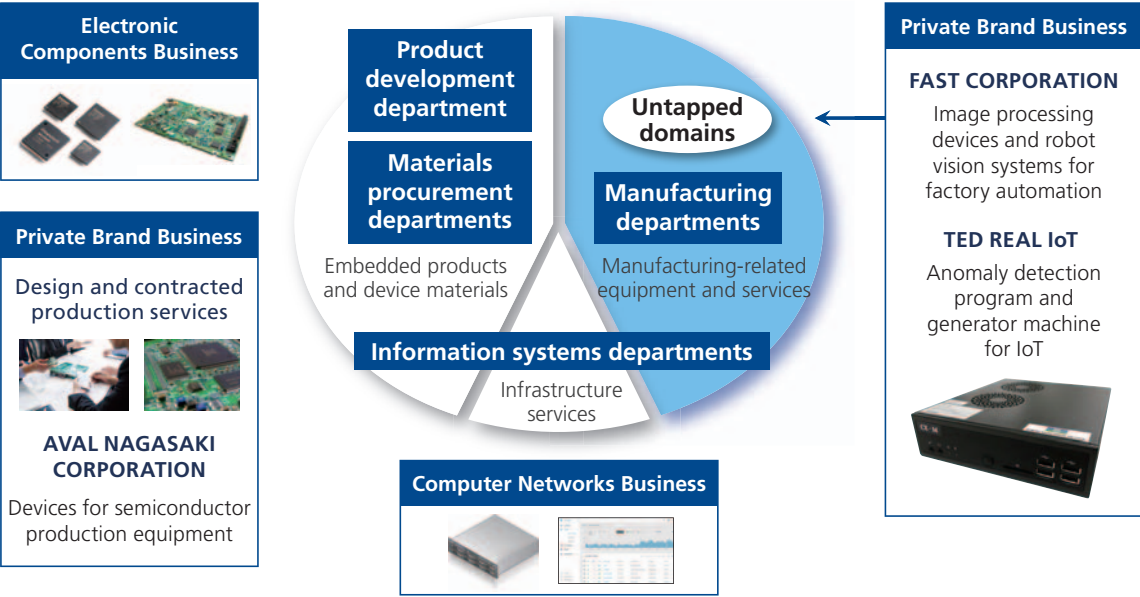 Electronic
Components Business
Private Brand Business
Design and contracted
production services
AVAL NAGASAKI
CORPORATION
Devices for semiconductor
production equipment
Product
development
department
Materials
procurement
departments
Embedded products
and device materials
Untapped
domains
Manufacturing
departments
Manufacturing-related
equipment and services
Information systems departments
Infrastructure
services
Computer Networks Business
Private Brand Business
FAST CORPORATION
Image processing
devices and robot
vision systems for
factory automation
TED REAL IoT
Anomaly detection
program and
generator machine
for IoT